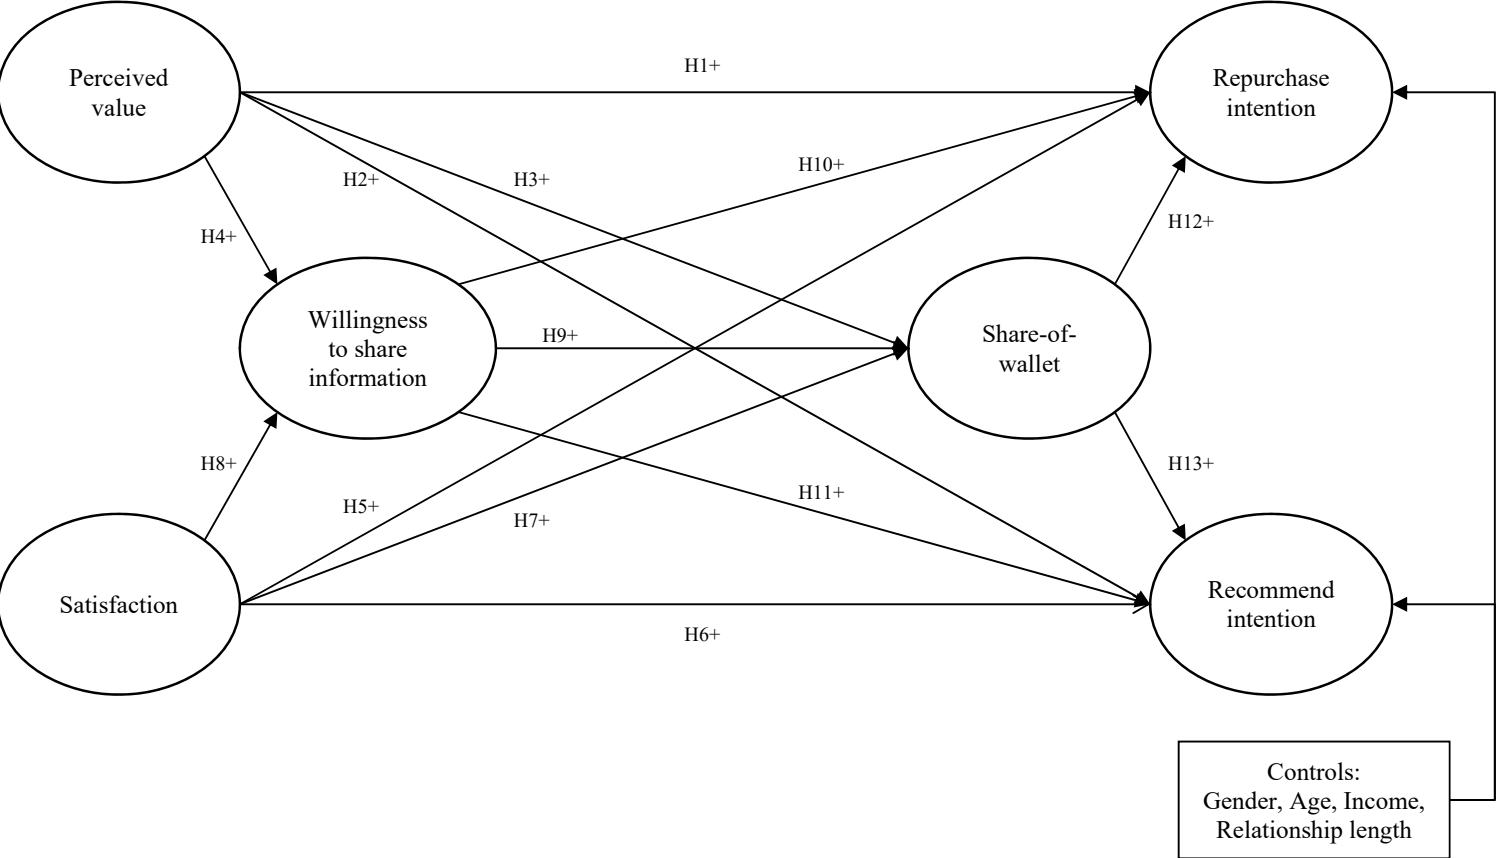 H1+
Perceived
value
Repurchase
intention
H10+
H2+
H3+
H12+
H4+
Willingness
to share
information
H9+
Share-of-
wallet
H8+
H13+
H5+
H11+
H7+
Satisfaction
Recommend
intention
H6+
Controls:
Gender, Age, Income,
Relationship length